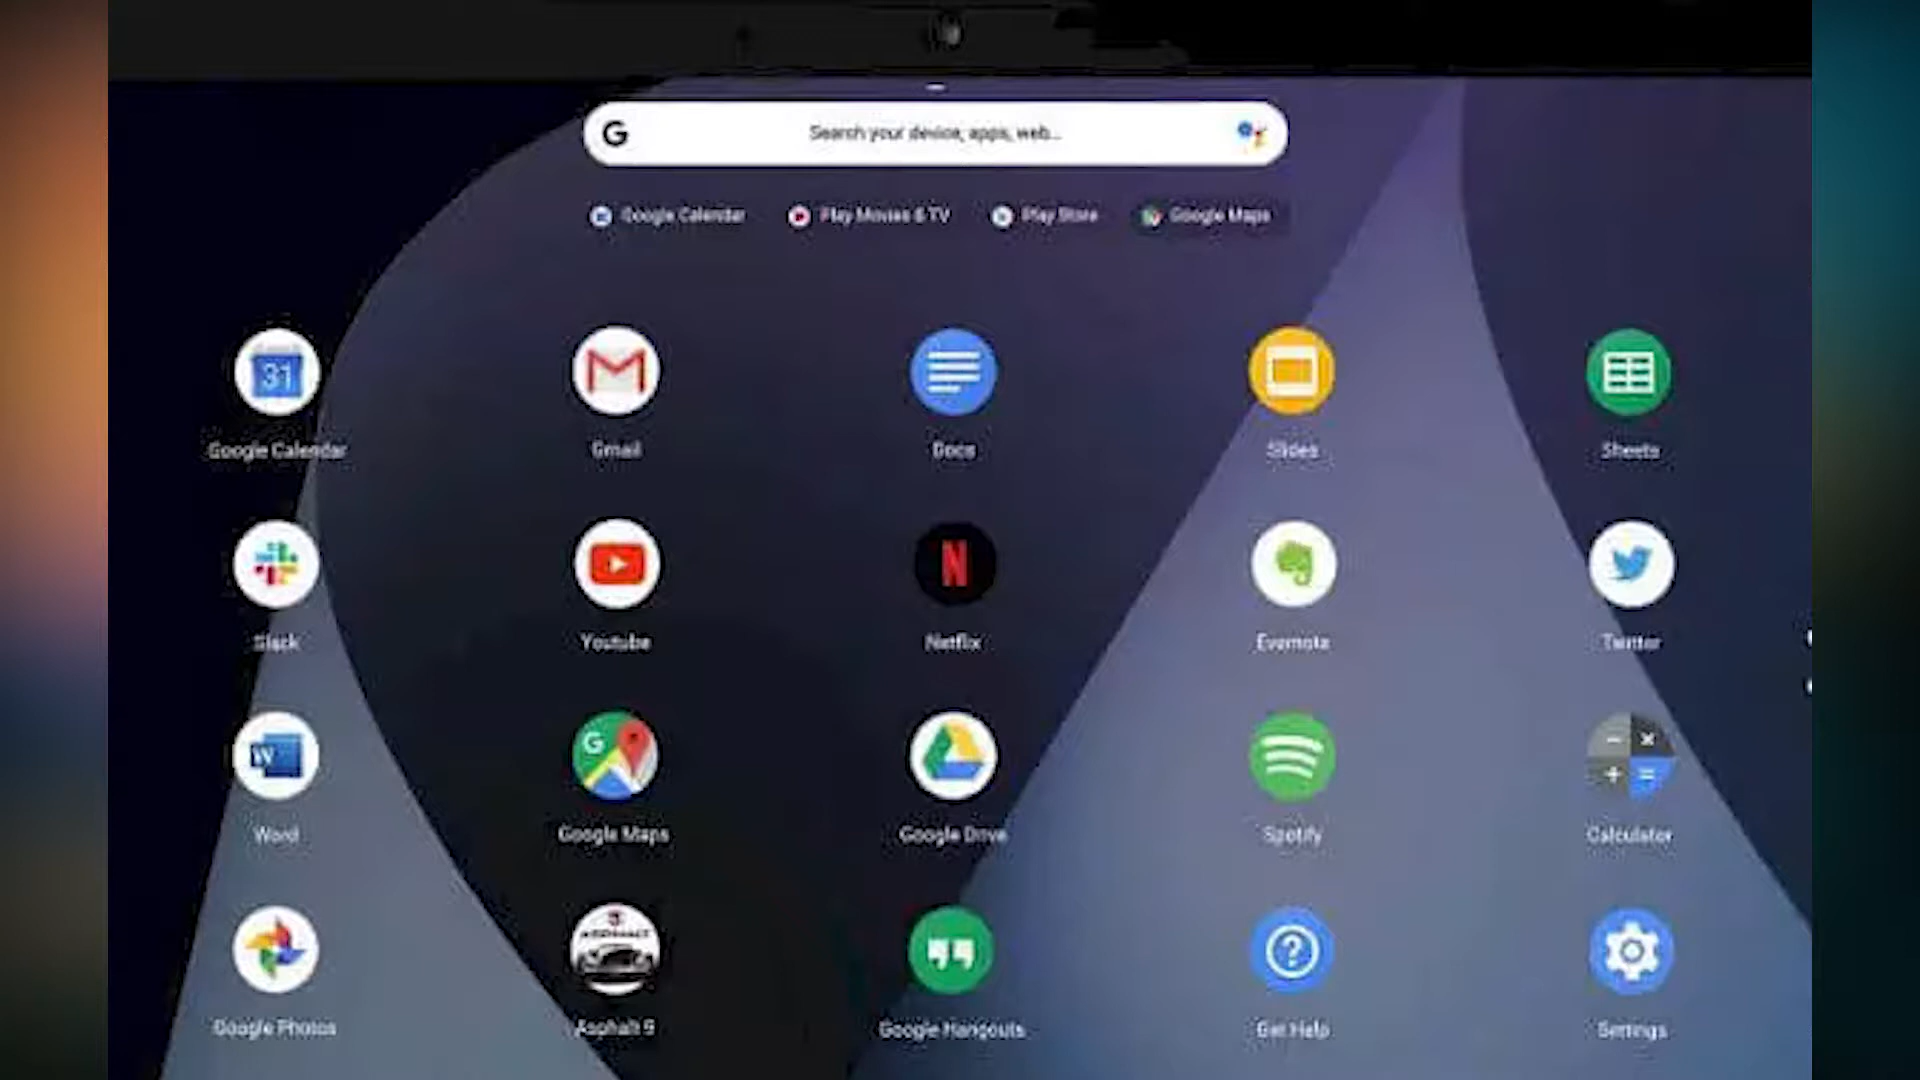 G Search your device, apps, web...
Google Calendar Play Movies & TV Play Store Google Maps
31
Google Calendar Gmail Docs Slides Sheets
N
Slack Youtube Netflix Evernote Twitter
W G
Word Google Maps Google Drive Spotify Calculator
ASPHALT
Google Photos Asphalt 9 Google Hangouts Get Help Settings